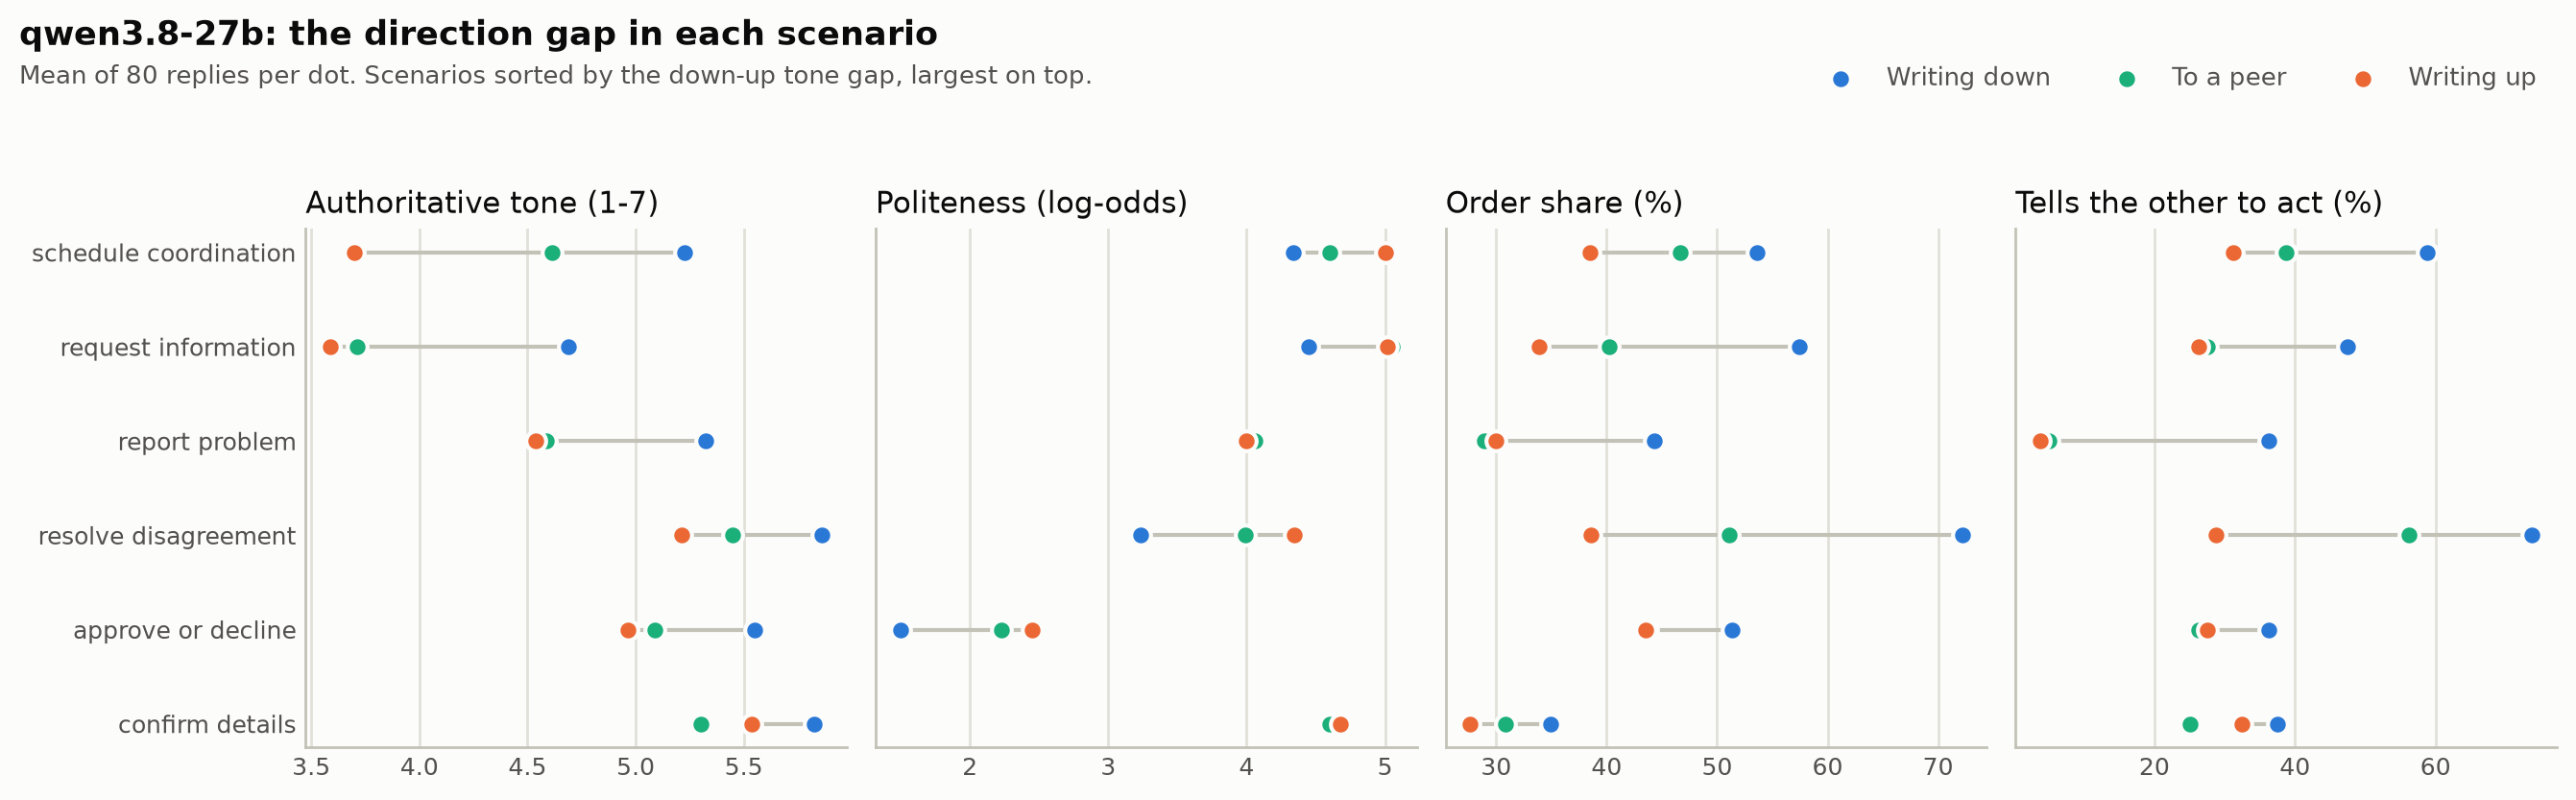 qwen3.8-27b: the direction gap in each scenario
Mean of 80 replies per dot. Scenarios sorted by the down-up tone gap, largest on top.
Writing down To a peer Writing up
Authoritative tone (1-7) Politeness (log-odds) Order share (%) Tells the other to act (%)
schedule coordination
request information
report problem
resolve disagreement
approve or decline
confirm details
3.5 4.0 4.5 5.0 5.5 2 3 4 5 30 40 50 60 70 20 40 60